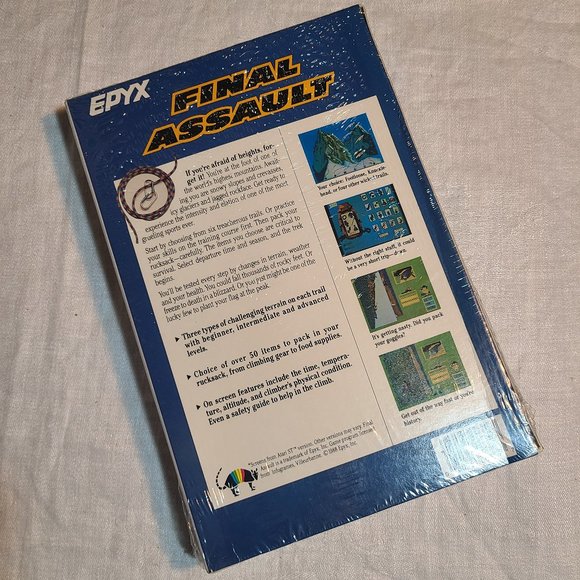 EPYX
FINAL
ASSAULT
If you're afraid of heights, for-
get it! You're at the foot of one of
the world's highest mountains. Await-
ing you are snowy slopes and crevasses,
icy glaciers and jagged rockface. Get ready to
experience the intensity and elation of one of the most
grueling sports ever.
Start by choosing from six treacherous trails. Or practice
your skills on the training course first. Then pack your
rucksack—carefully. The items you choose are critical to
survival. Select departure time and season, and the trek
begins.
You'll be tested every step by changes in terrain, weather
and your health. You could fall thousands of rocky feet. Or
freeze to death in a blizzard. Or you just might be one of the
lucky few to plant your flag at the peak.
Three types of challenging terrain on each trail
with beginner, intermediate and advanced
levels.
Choice of over 50 items to pack in your
rucksack, from climbing gear to food supplies.
On screen features include the time, tempera-
ture, altitude, and climber's physical condition.
Even a safety guide to help in the climb.
*Screens from Atari ST™ version. Other versions may vary. Final
Assault is a trademark of Epyx, Inc. Game program license
from Infogrames, Villeurbanne. © 1988 Epyx, Inc.
Your choice: Footloose,
head, or four other trails.
Without the right stuff, it could
be a very short trip—
It's getting nasty. Did you pack
your goggles?
Get out of the way fast or you're
history.